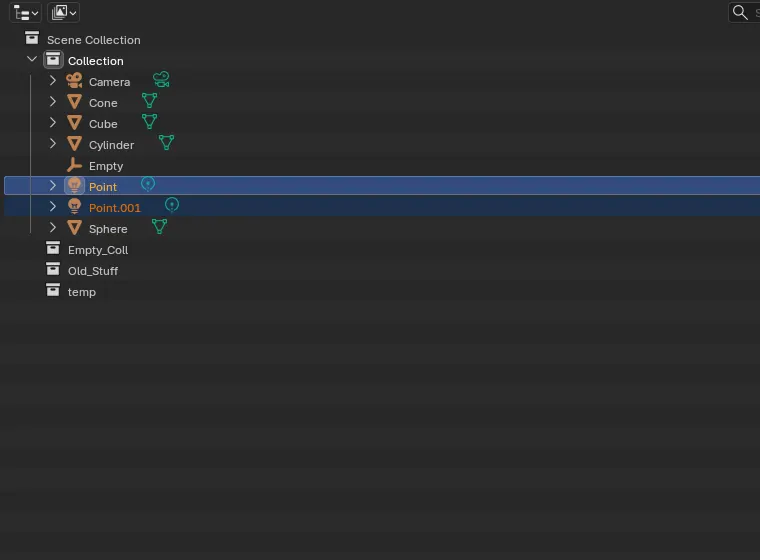 Scene Collection
Collection
Camera
Cone
Cube
Cylinder
Empty
Point
Point.001
Sphere
Empty_Coll
Old_Stuff
temp